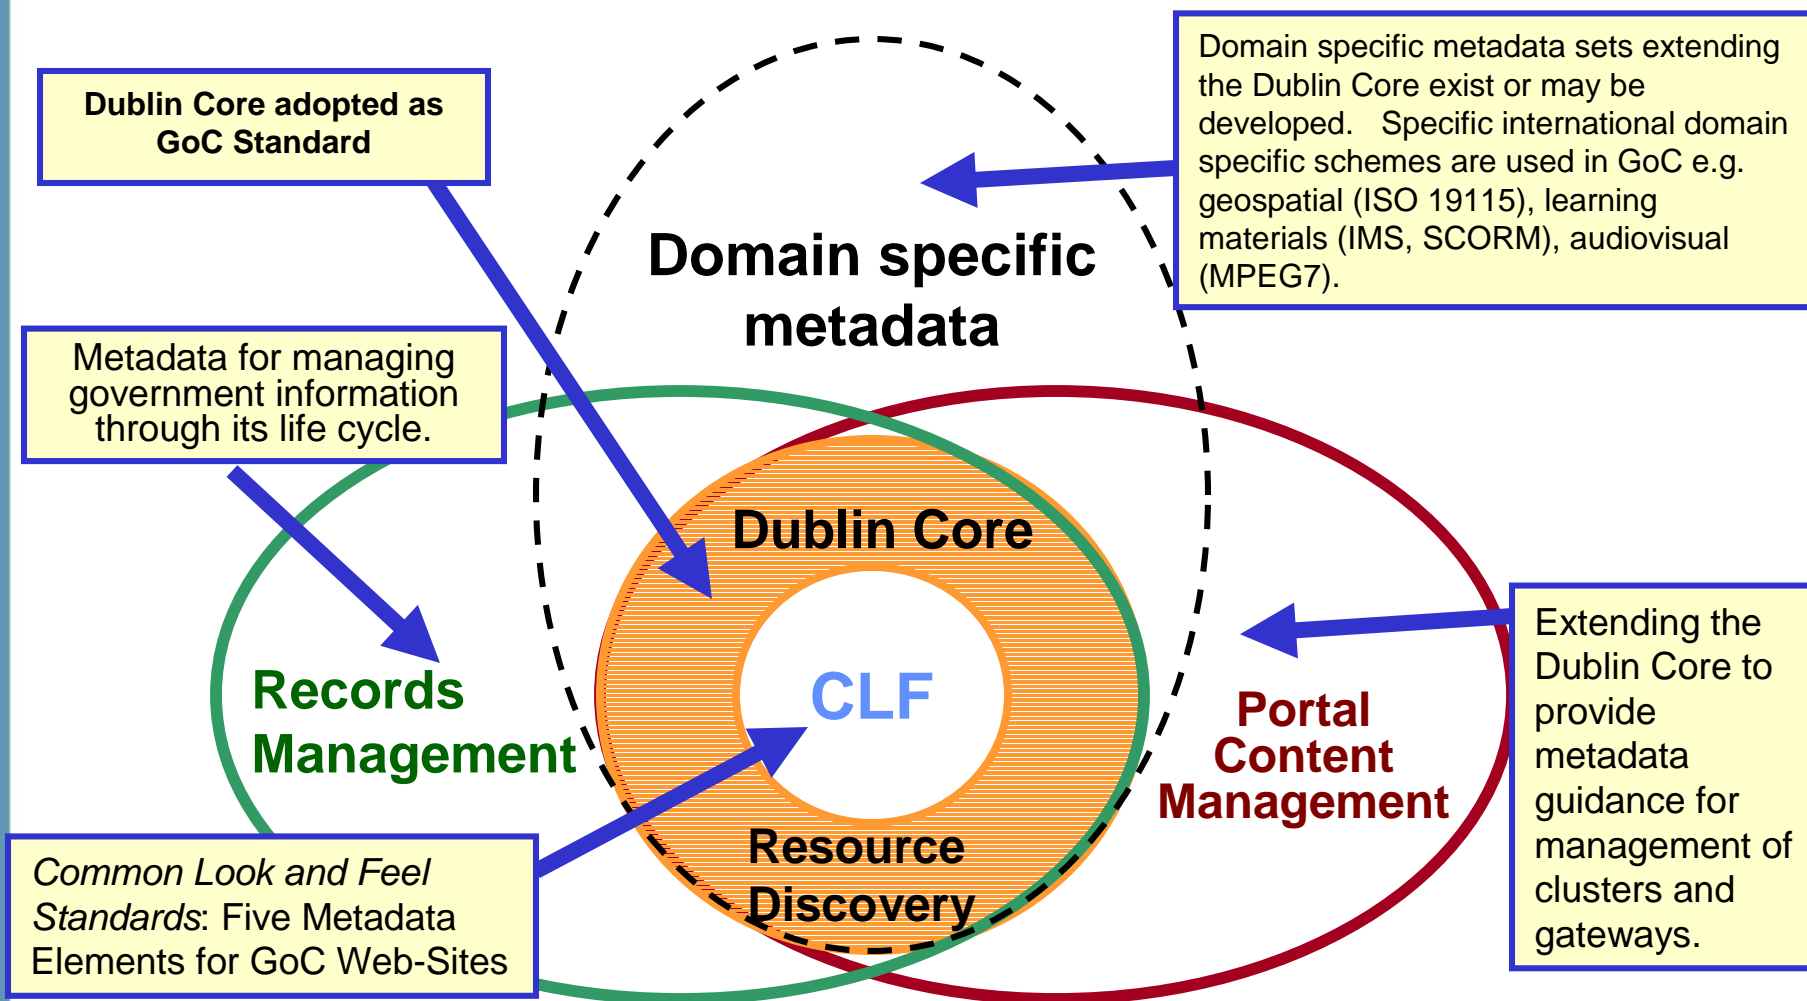 Dublin Core adopted as
GoC Standard
Domain specific metadata sets extending
the Dublin Core exist or may be
developed.   Specific international domain
specific schemes are used in GoC e.g.
geospatial (ISO 19115), learning
materials (IMS, SCORM), audiovisual
(MPEG7).
Domain specific
metadata
Metadata for managing
government information
through its life cycle.
Dublin Core
CLF
Records
Management
Portal
Content
Management
Extending the
Dublin Core to
provide
metadata
guidance for
management of
clusters and
gateways.
Resource
Discovery
Common Look and Feel
Standards: Five Metadata
Elements for GoC Web-Sites